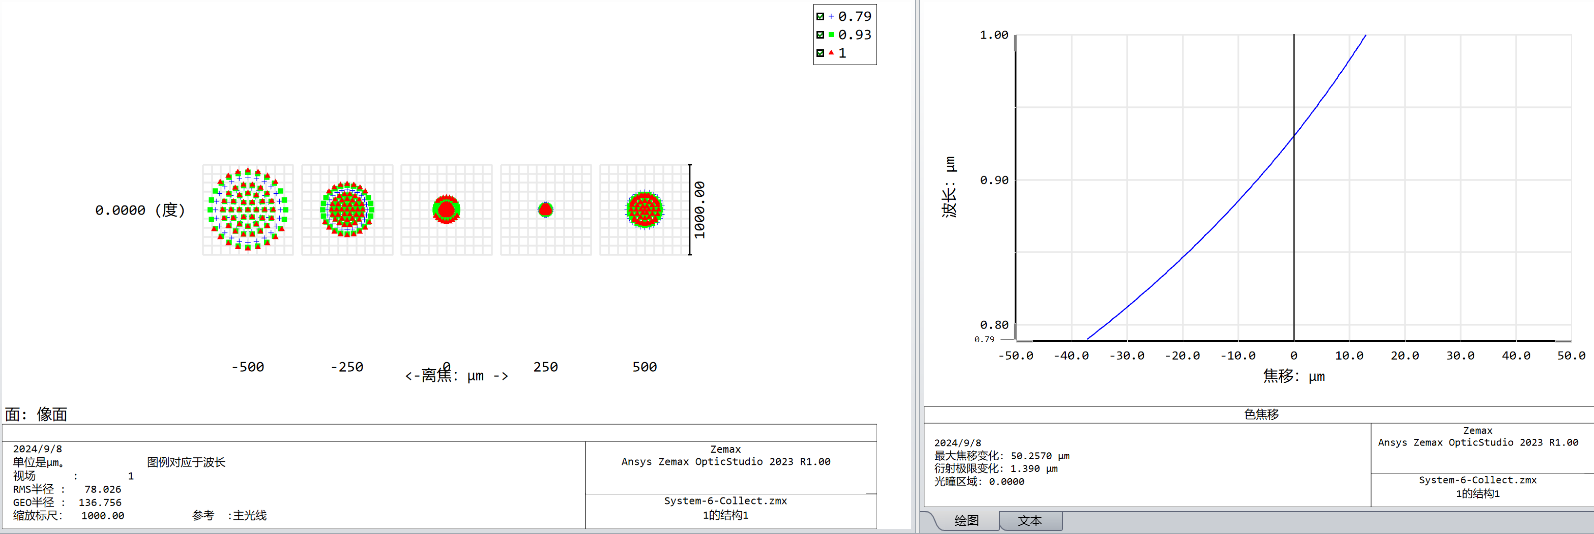 0.79
0.93
1
0.0000 (度)
1000.00
-500
-250
0
250
500
<-离焦: µm ->
面: 像面
2024/9/8
单位是µm。 图例对应于波长
视场 : 1
RMS半径 : 78.026
GEO半径 : 136.756
缩放标尺: 1000.00 参考 :主光线
Zemax
Ansys Zemax OpticStudio 2023 R1.00
System-6-Collect.zmx
1的结构1
1.00
0.90
0.80
0.79
波长: µm
-50.0
-40.0
-30.0
-20.0
-10.0
0
10.0
20.0
30.0
40.0
50.0
焦移: µm
色焦移
2024/9/8
最大焦移变化: 50.2570 µm
衍射极限变化: 1.390 µm
光瞳区域: 0.0000
Zemax
Ansys Zemax OpticStudio 2023 R1.00
System-6-Collect.zmx
1的结构1
绘图
文本